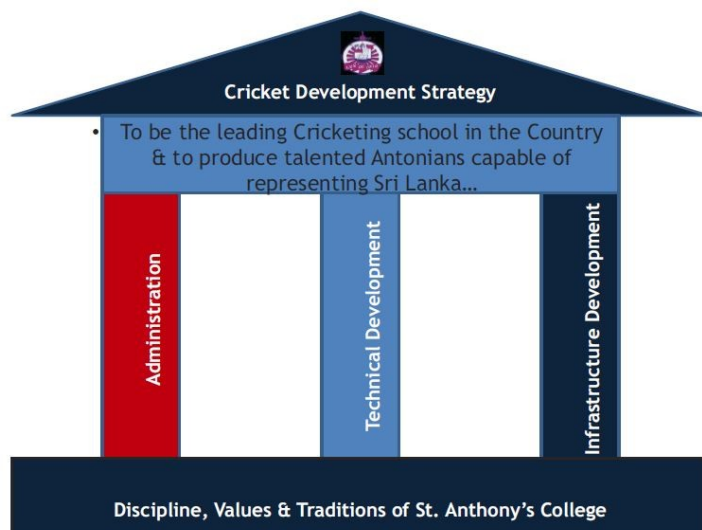 Cricket Development Strategy
• To be the leading Cricketing school in the Country
& to produce talented Antonians capable of
representing Sri Lanka…
Administration
Technical Development
Infrastructure Development
Discipline, Values & Traditions of St. Anthony’s College